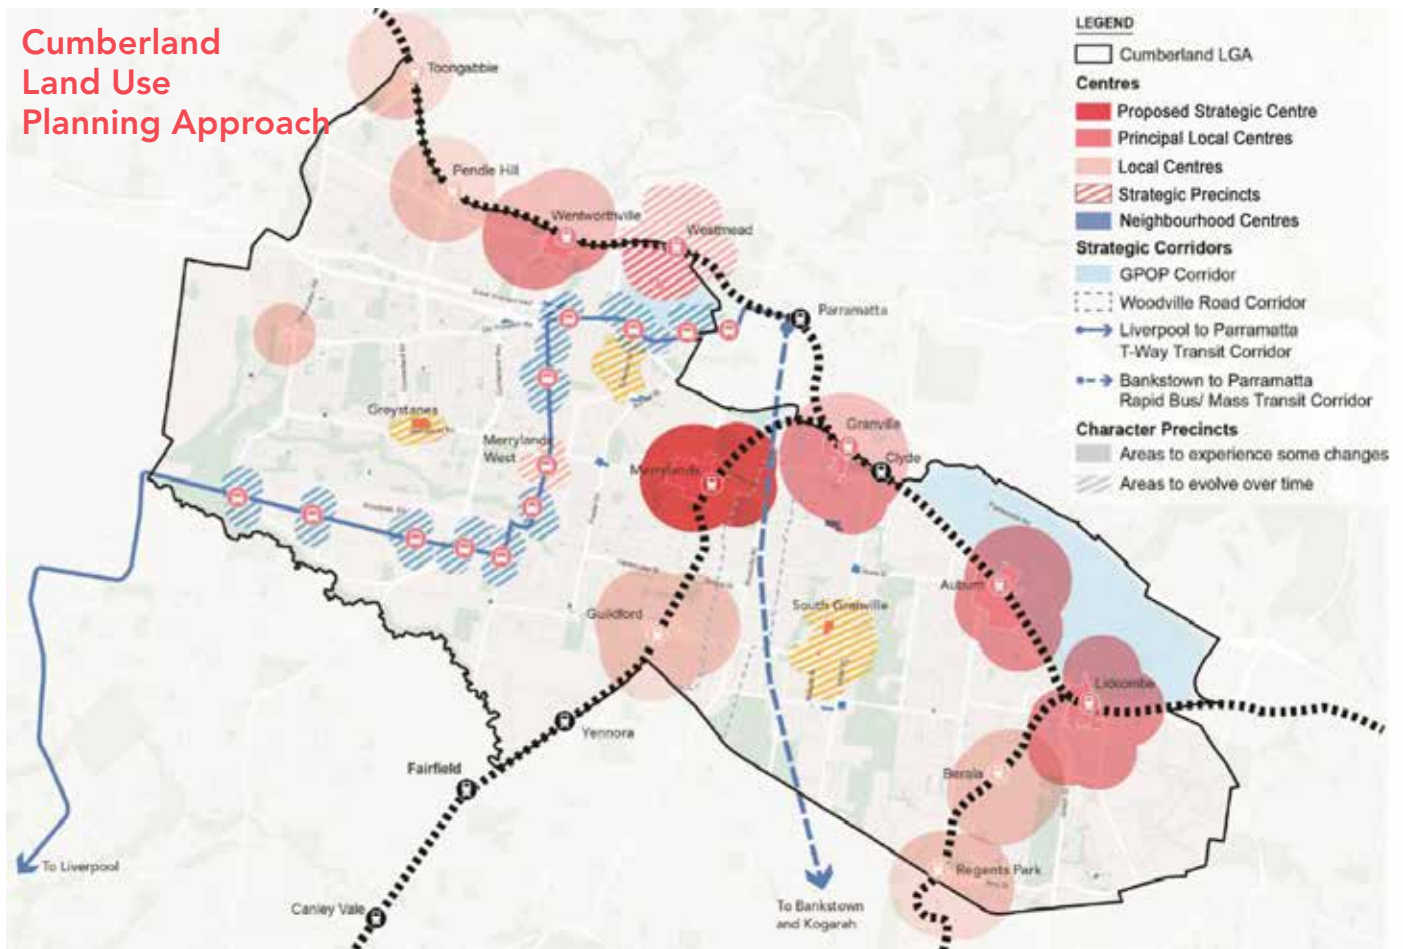 Cumberland
Land Use
Planning Approach
LEGEND
Cumberland LGA
Centres
Proposed Strategic Centre
Principal Local Centres
Local Centres
Strategic Precincts
Neighbourhood Centres
Strategic Corridors
GPOP Corridor
Woodville Road Corridor
Liverpool to Parramatta
T-Way Transit Corridor
Bankstown to Parramatta
Rapid Bus/ Mass Transit Corridor
Character Precincts
Areas to experience some changes
Areas to evolve over time
Toongabbie
Pendle Hill
Wentworthville
Westmead
Parramatta
Greystanes
Merrylands
West
Merrylands
Granville
Clyde
Auburn
Guildford
South Granville
Lidcombe
Yennora
Fairfield
Berala
Regents Park
To Liverpool
Canley Vale
To Bankstown
and Kogarah